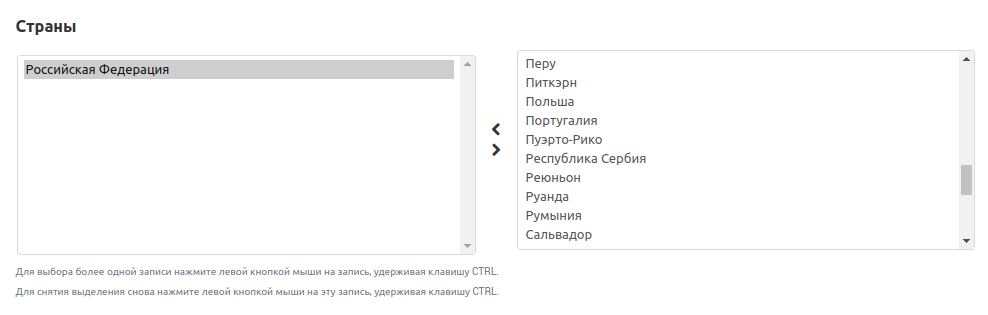 Страны
Российская Федерация
Перу
Питкэрн
Польша
Португалия
Пуэрто-Рико
Республика Сербия
Реюньон
Руанда
Румыния
Сальвадор
Для выбора более одной записи нажмите левой кнопкой мыши на запись, удерживая клавишу CTRL.
Для снятия выделения снова нажмите левой кнопкой мыши на эту запись, удерживая клавишу CTRL.